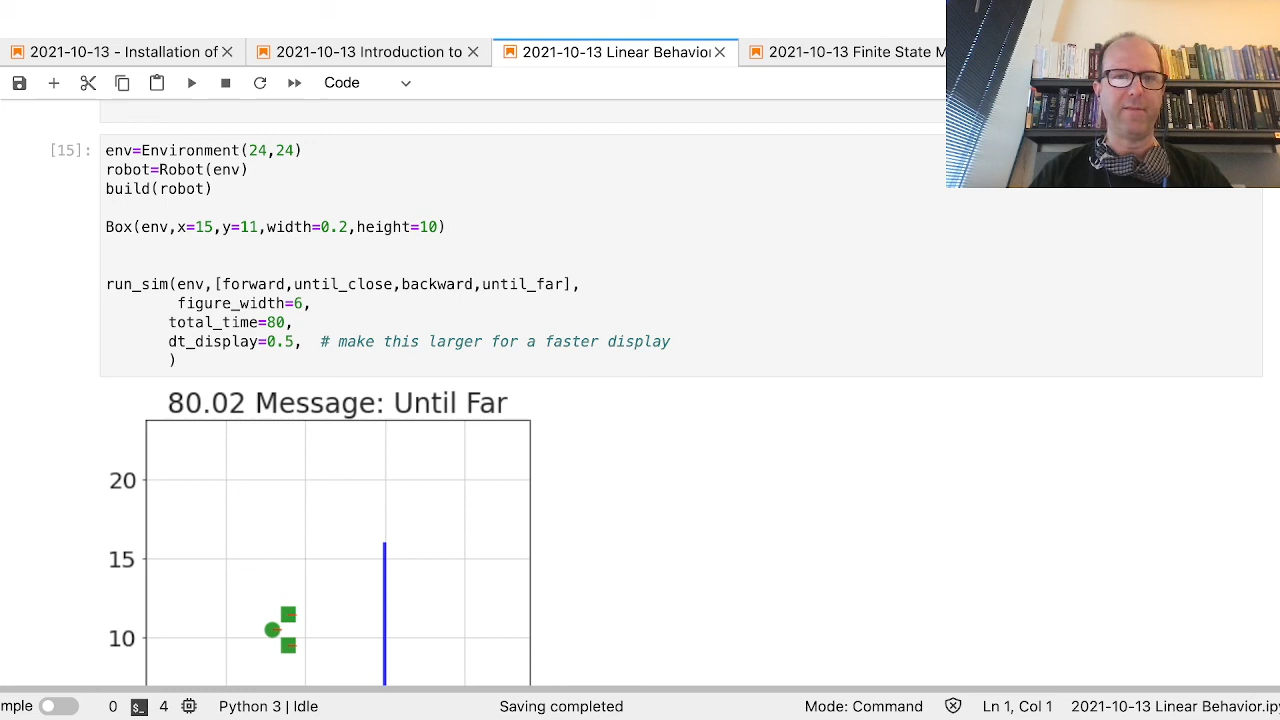 2021-10-13 - Installation of
2021-10-13 Introduction to
2021-10-13 Linear Behavior
2021-10-13 Finite State M
Code
[15]:
env=Environment(24,24)
robot=Robot(env)
build(robot)
Box(env,x=15,y=11,width=0.2,height=10)
run_sim(env,[forward,until_close,backward,until_far],
figure_width=6,
total_time=80,
dt_display=0.5,  # make this larger for a faster display
)
80.02 Message: Until Far
20
15
10
mple
0
4
Python 3 | Idle
Saving completed
Mode: Command
Ln 1, Col 1
2021-10-13 Linear Behavior.ip